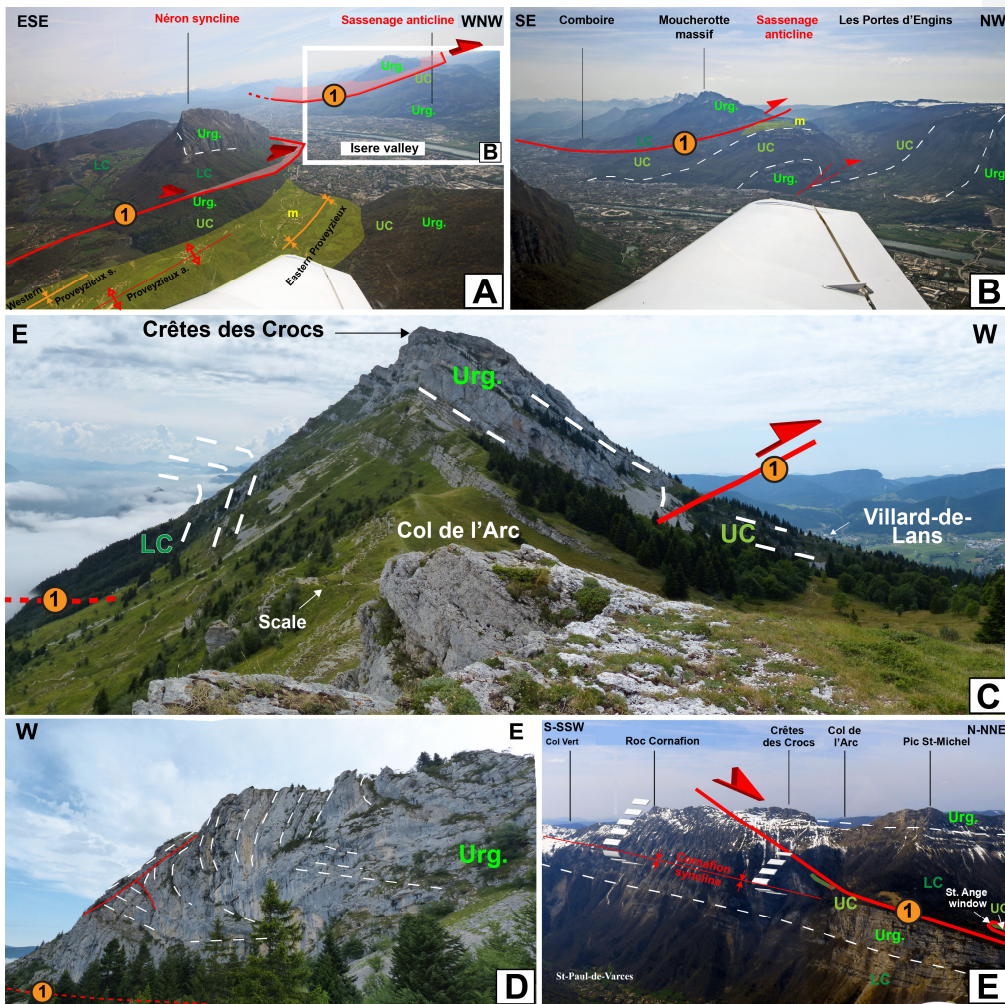 ESE
Néron syncline
Sassenage anticline
WNW
Urg.
UC
1
Urg.
Urg.
LC
Isere valley
B
LC
Urg.
1
UC
m
UC
Urg.
Eastern Proveyzieux
Western
Proveyzieux s.
Proveyzieux a.
A
SE
Comboire
Moucherotte
massif
Sassenage
anticline
Les Portes d'Engins
NW
Urg.
m
LC
1
UC
UC
UC
Urg.
Urg.
B
E
Crêtes des Crocs
W
Urg.
1
LC
Col de l'Arc
UC
Villard-de-
Lans
1
Scale
C
W
E
Urg.
1
D
S-SSW
Col Vert
Roc Cornafion
Crêtes
des Crocs
Col de
l'Arc
N-NNE
Pic St-Michel
Urg.
Cornafion
syncline
LC
UC
1
St. Ange
window
UC
Urg.
St-Paul-de-Varces
LC
E